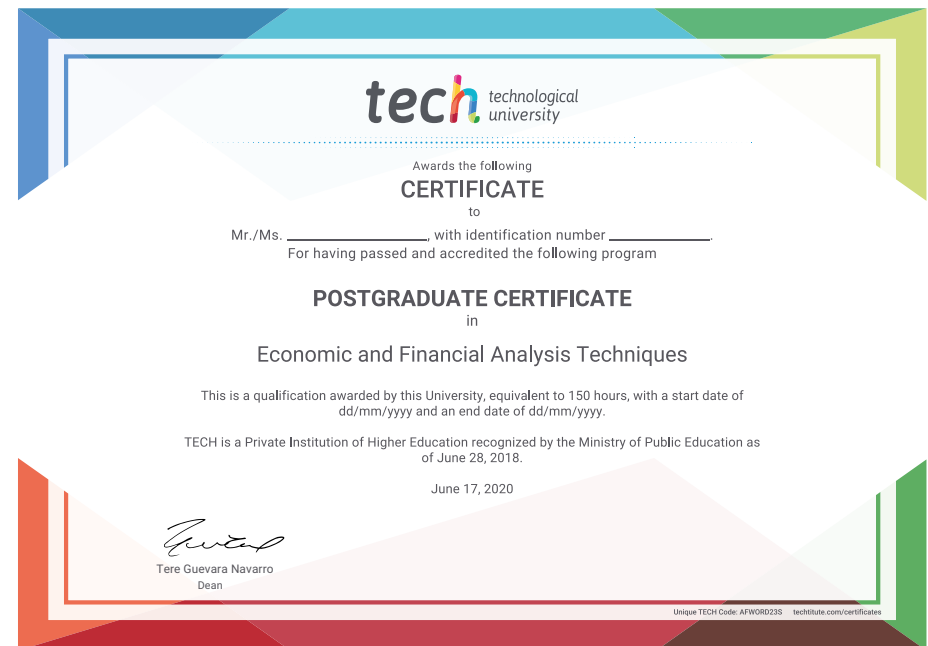 tech technological
university
Awards the following
CERTIFICATE
to
Mr./Ms. ____________________, with identification number ______________.
For having passed and accredited the following program
POSTGRADUATE CERTIFICATE
in
Economic and Financial Analysis Techniques
This is a qualification awarded by this University, equivalent to 150 hours, with a start date of
dd/mm/yyyy and an end date of dd/mm/yyyy.
TECH is a Private Institution of Higher Education recognized by the Ministry of Public Education as
of June 28, 2018.
June 17, 2020
Tere Guevara Navarro
Dean
Unique TECH Code: AFWORD23S techtitute.com/certificates